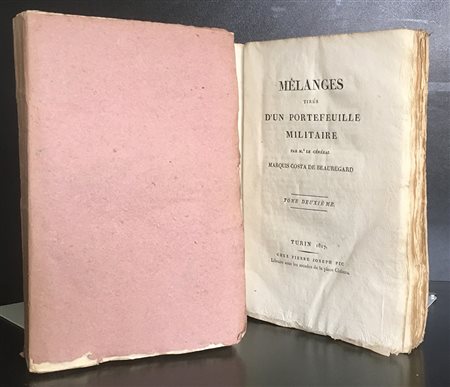 MÉLANGES
TIRÉS
D'UN PORTEFEUILLE
MILITAIRE
PAR M.r LE GÉNÉRAL
MARQUIS COSTA DE BEAUREGARD
TOME DEUXIÈME
TURIN 1817.
CHEZ PIERRE JOSEPH PIC
Libraire sous les arcades de la place Château.